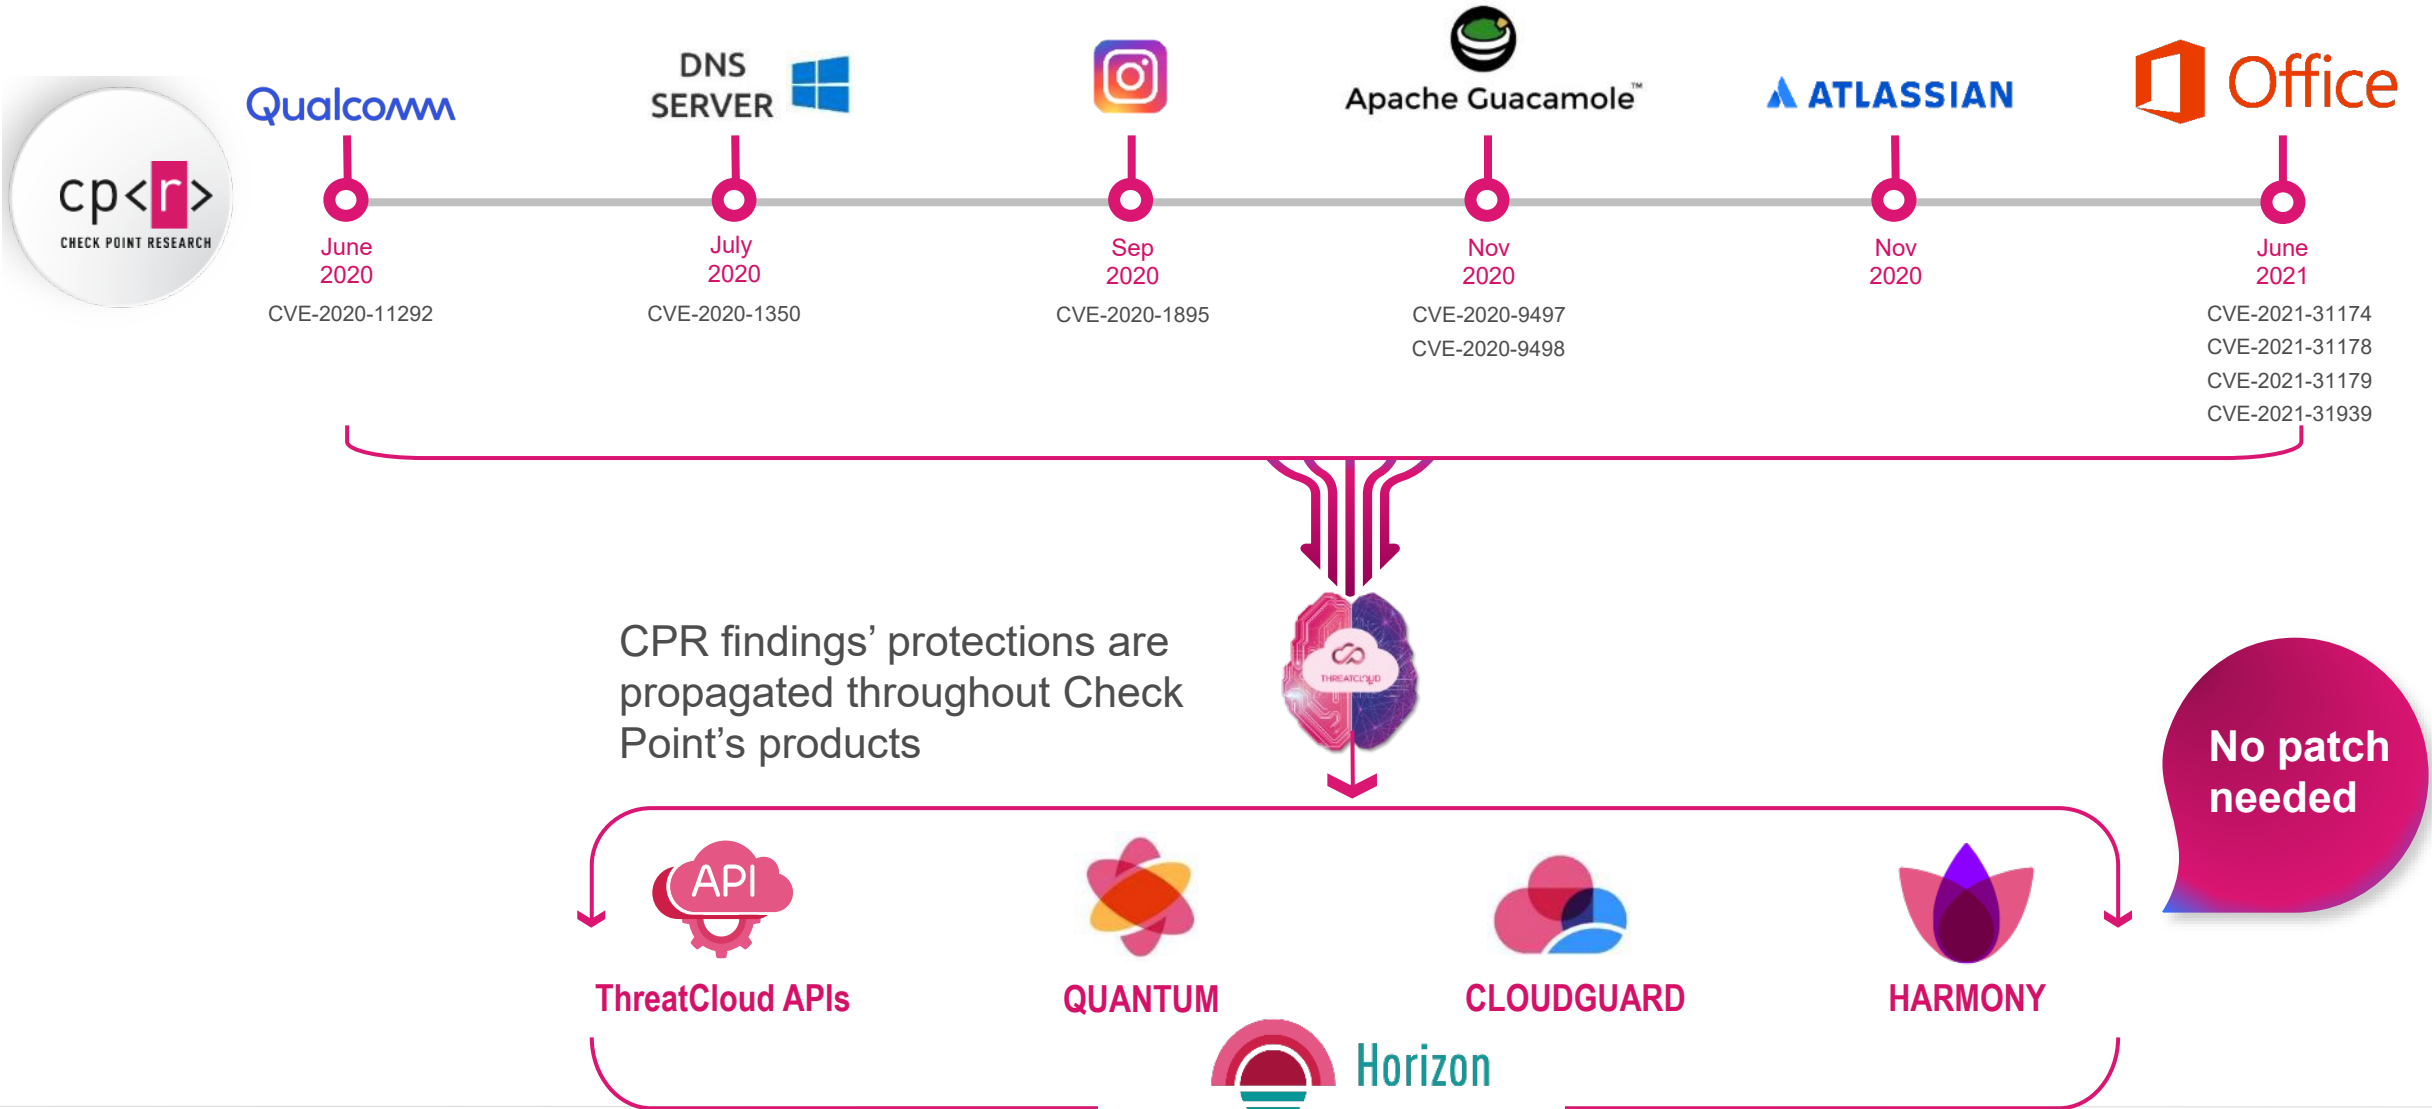 cp<r>
CHECK POINT RESEARCH
Qualcomm
DNS
SERVER
Apache Guacamole™
ATLASSIAN
Office
June
2020
CVE-2020-11292
July
2020
CVE-2020-1350
Sep
2020
CVE-2020-1895
Nov
2020
CVE-2020-9497
CVE-2020-9498
Nov
2020
June
2021
CVE-2021-31174
CVE-2021-31178
CVE-2021-31179
CVE-2021-31939
CPR findings’ protections are
propagated throughout Check
Point’s products
THREATCLOUD
No patch
needed
API
ThreatCloud APIs
QUANTUM
CLOUDGUARD
HARMONY
Horizon